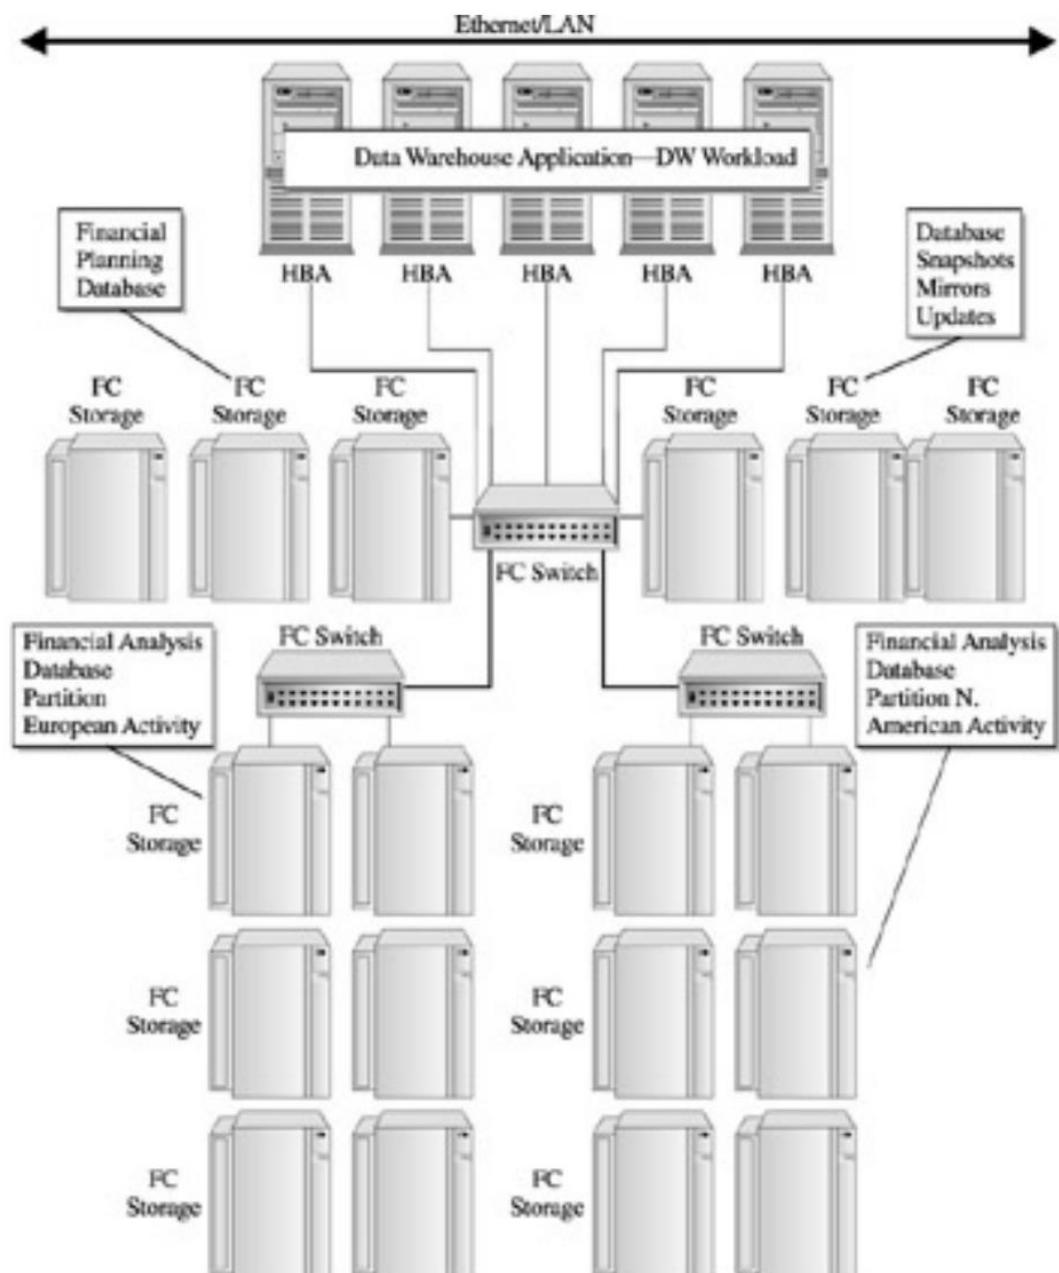 Ethernet/LAN
Data Warehouse Application—DW Workload
HBA
HBA
HBA
HBA
HBA
Financial
Planning
Database
Database
Snapshots
Mirrors
Updates
FC
Storage
FC
Storage
FC
Storage
FC
Storage
FC
Storage
FC
Storage
FC Switch
Financial Analysis
Database
Partition
European Activity
FC Switch
FC Switch
Financial Analysis
Database
Partition N.
American Activity
FC
Storage
FC
Storage
FC
Storage
FC
Storage
FC
Storage
FC
Storage